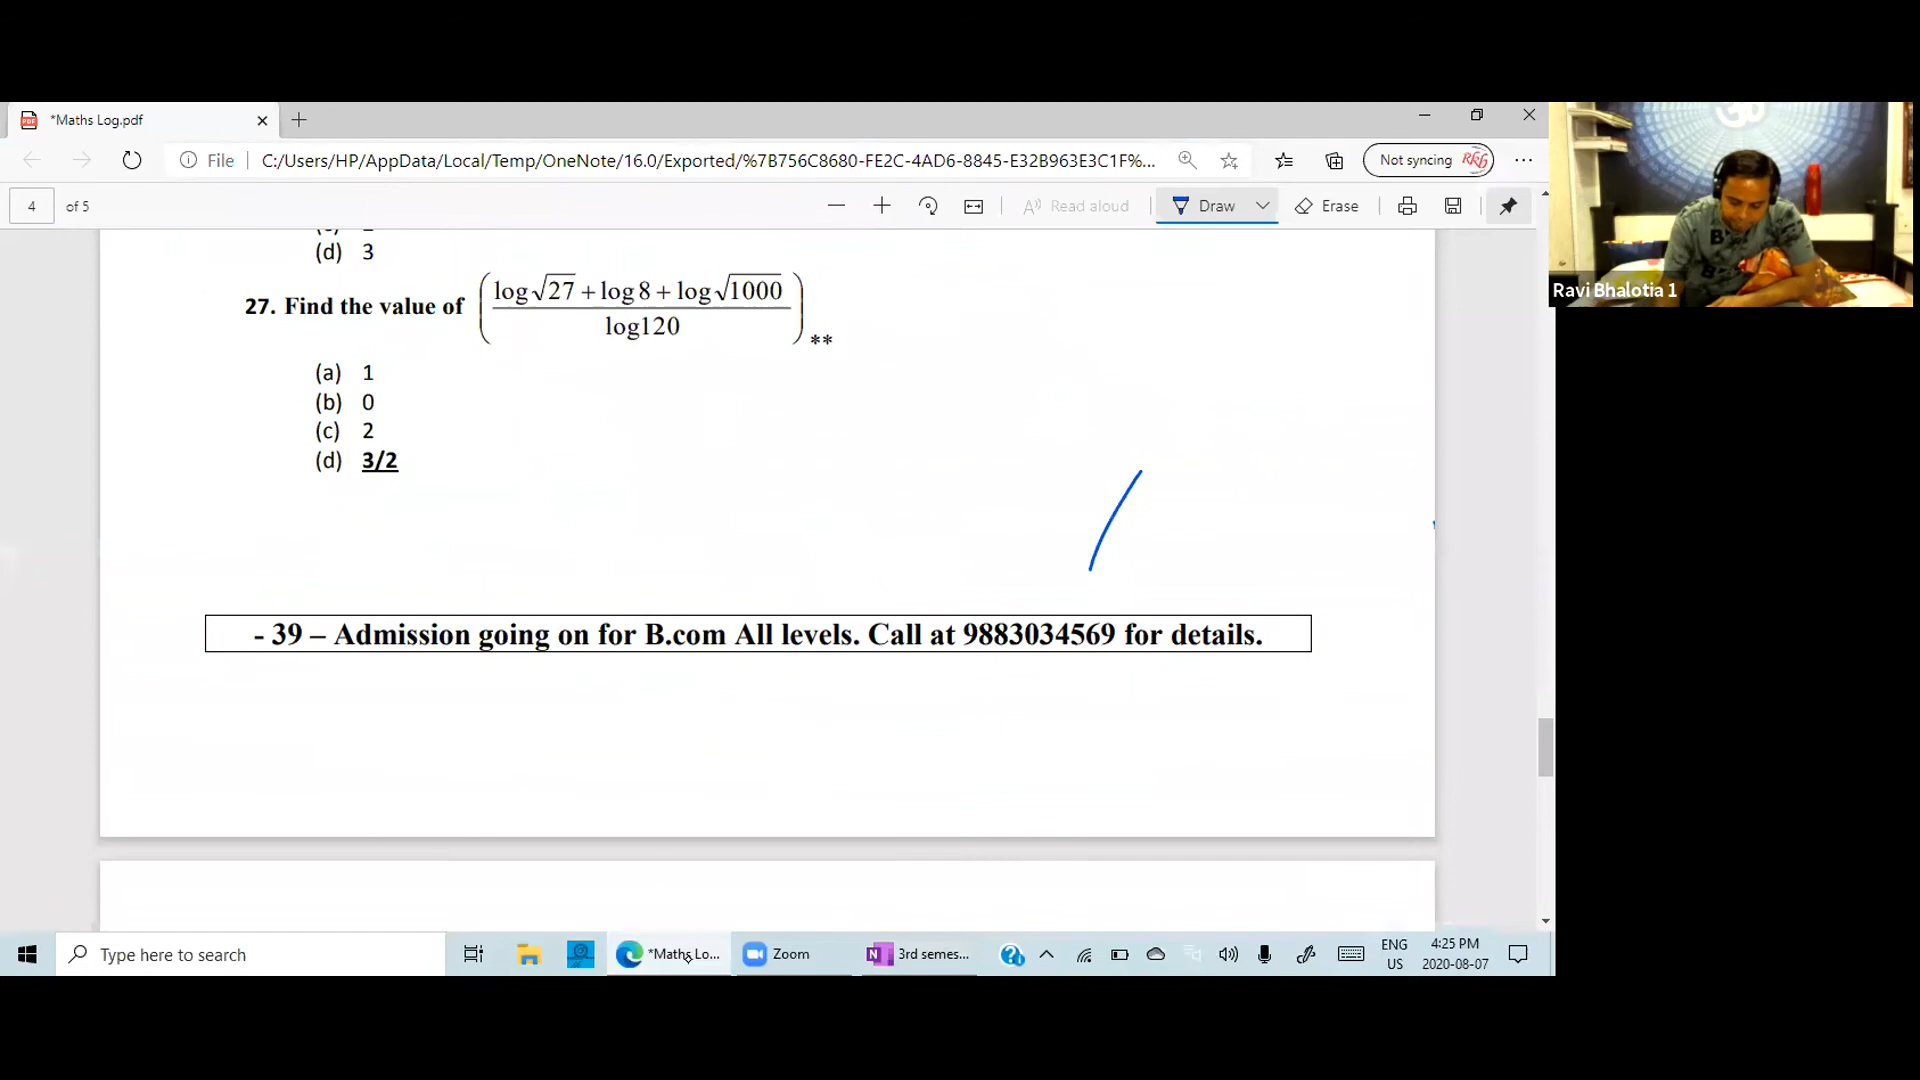 *Maths Log.pdf
File C:/Users/HP/AppData/Local/Temp/OneNote/16.0/Exported/%7B756C8680-FE2C-4AD6-8845-E32B963E3C1F%... Not syncing RKB
4 of 5 Read aloud Draw Erase
(d) 3
27. Find the value of ( (log√27 + log8 + log√1000) / log120 ) **
(a) 1
(b) 0
(c) 2
(d) 3/2
- 39 – Admission going on for B.com All levels. Call at 9883034569 for details.
Ravi Bhalotia 1
Type here to search *Maths Lo... Zoom 3rd semes... ENG US 4:25 PM 2020-08-07